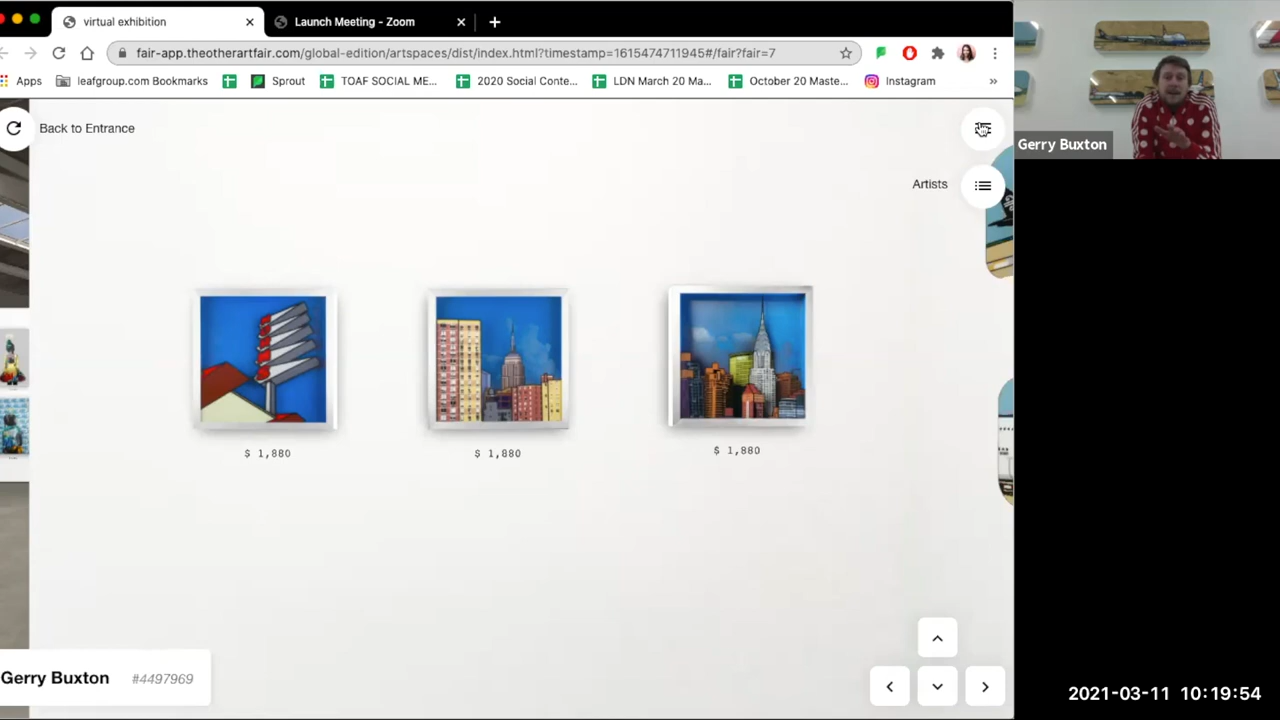 virtual exhibition
Launch Meeting - Zoom
fair-app.theotherartfair.com/global-edition/artspaces/dist/index.html?timestamp=1615474711945#/fair?fair=7
Apps
leafgroup.com Bookmarks
Sprout
TOAF SOCIAL ME...
2020 Social Conte...
LDN March 20 Ma...
October 20 Maste...
Instagram
Back to Entrance
Artists
Gerry Buxton
$ 1,880
$ 1,880
$ 1,880
Gerry Buxton #4497969
2021-03-11 10:19:54